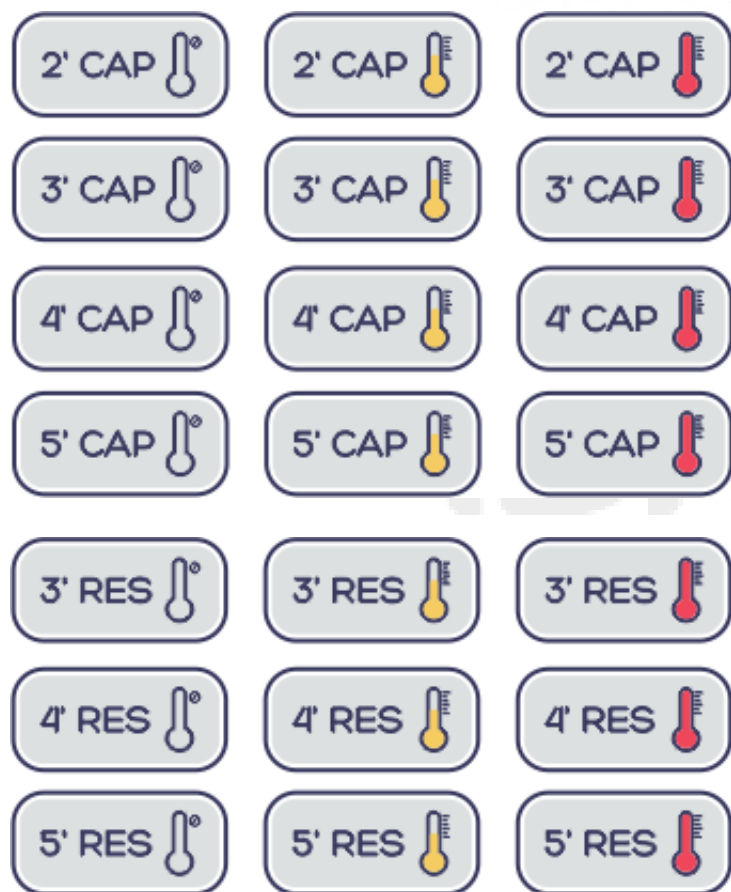 2' CAP 2' CAP 2' CAP
3' CAP 3' CAP 3' CAP
4' CAP 4' CAP 4' CAP
5' CAP 5' CAP 5' CAP
3' RES 3' RES 3' RES
4' RES 4' RES 4' RES
5' RES 5' RES 5' RES